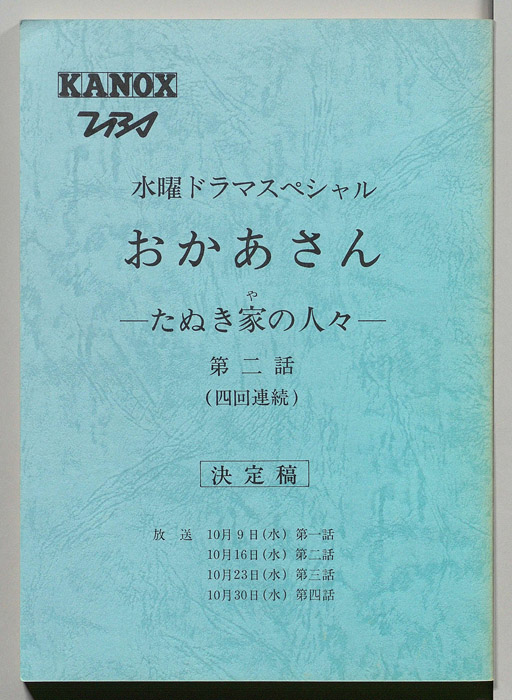 KANOX
TBS
水曜ドラマスペシャル
おかあさん
や
―たぬき家の人々―
第二話
(四回連続)
決定稿
放送 10月9日(水) 第一話
10月16日(水) 第二話
10月23日(水) 第三話
10月30日(水) 第四話